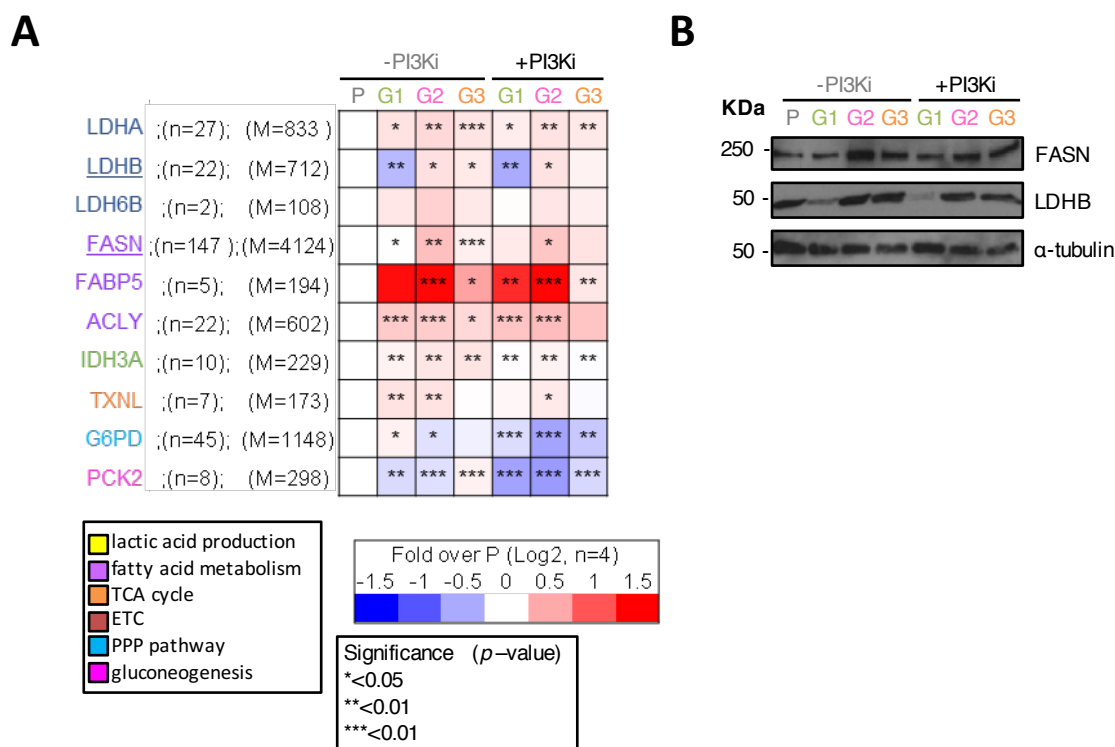 A
-PI3Ki +PI3Ki
P G1 G2 G3 G1 G2 G3
LDHA ;(n=27); (M=833 ) * ** *** * ** **
LDHB ;(n=22); (M=712) ** * * ** *
LDH6B ;(n=2); (M=108)
FASN ;(n=147 );(M=4124) * ** *** *
FABP5 ;(n=5); (M=194) *** * ** *** **
ACLY ;(n=22); (M=602) *** *** * *** ***
IDH3A ;(n=10); (M=229) ** ** ** ** ** **
TXNL ;(n=7); (M=173) ** ** *
G6PD ;(n=45); (M=1148) * * *** *** **
PCK2 ;(n=8); (M=298) ** *** *** *** *** ***
lactic acid production
fatty acid metabolism
TCA cycle
ETC
PPP pathway
gluconeogenesis
Fold over P (Log2, n=4)
-1.5 -1 -0.5 0 0.5 1 1.5
Significance (p–value)
*<0.05
**<0.01
***<0.01
B
-PI3Ki +PI3Ki
KDa P G1 G2 G3 G1 G2 G3
250 - FASN
50 - LDHB
50 - α-tubulin